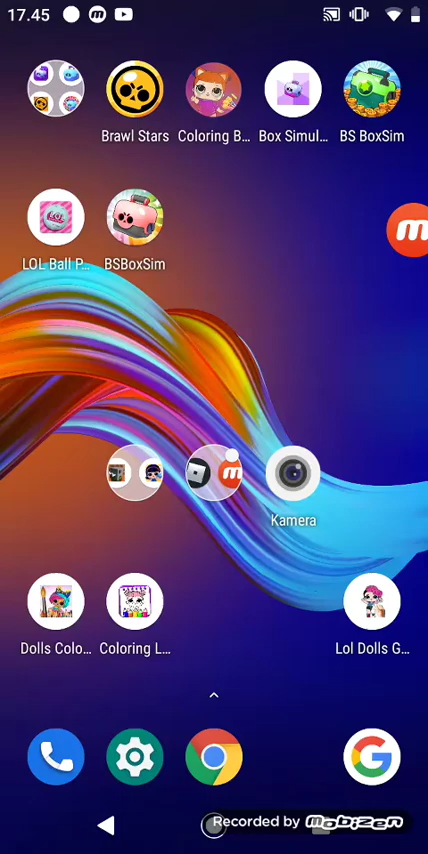 17.45
Brawl Stars
Coloring B...
Box Simul...
BS BoxSim
LOL Ball P...
BSBoxSim
Kamera
Dolls Colo...
Coloring L...
Lol Dolls G...
Recorded by mobizen